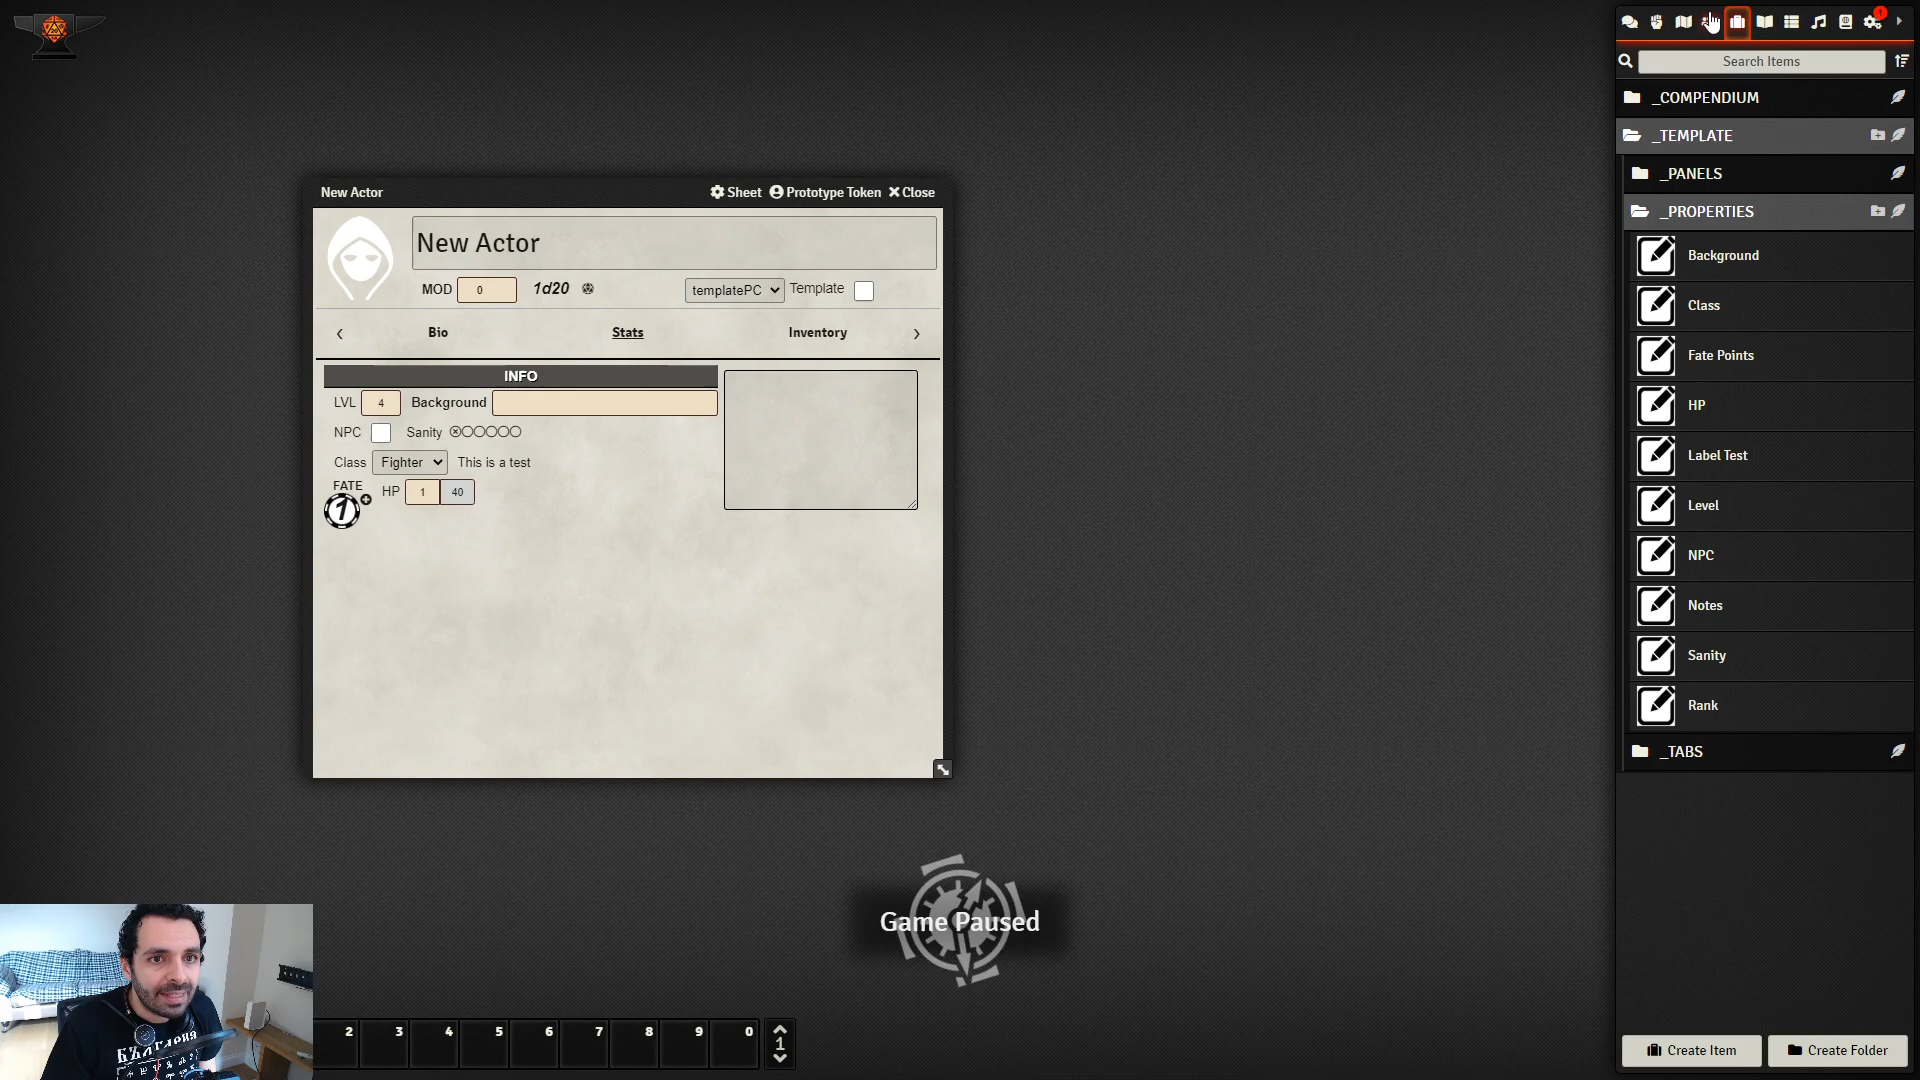 Search Items
_COMPENDIUM
_TEMPLATE
_PANELS
_PROPERTIES
Background
Class
Fate Points
HP
Label Test
Level
NPC
Notes
Sanity
Rank
_TABS
Create Item
Create Folder
New Actor
Sheet
Prototype Token
Close
New Actor
MOD 0 1d20 templatePC Template
Bio Stats Inventory
INFO
LVL 4 Background
NPC Sanity
Class Fighter This is a test
FATE
1
HP 1 40
Game Paused
2 3 4 5 6 7 8 9 0
1